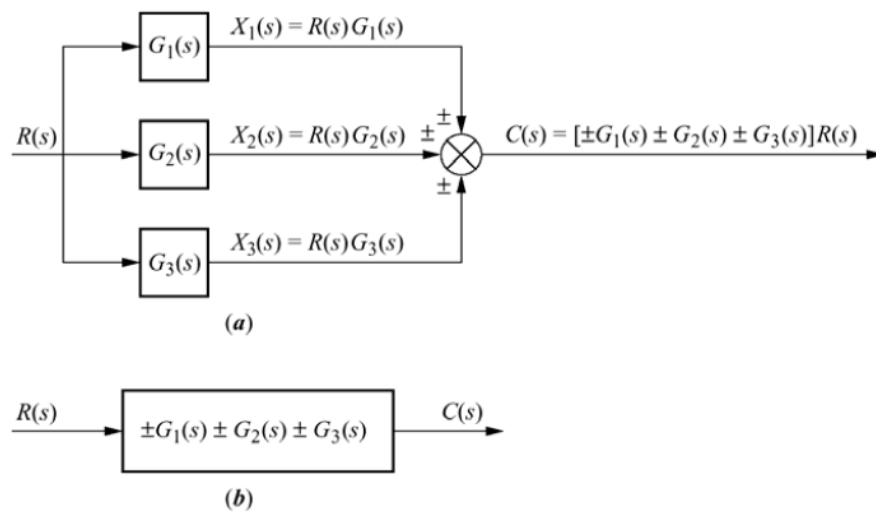 G₁(s) X₁(s) = R(s)G₁(s)
±
R(s) G₂(s) X₂(s) = R(s)G₂(s) ± C(s) = [±G₁(s) ± G₂(s) ± G₃(s)]R(s)
±
G₃(s) X₃(s) = R(s)G₃(s)
(a)
R(s) ±G₁(s) ± G₂(s) ± G₃(s) C(s)
(b)